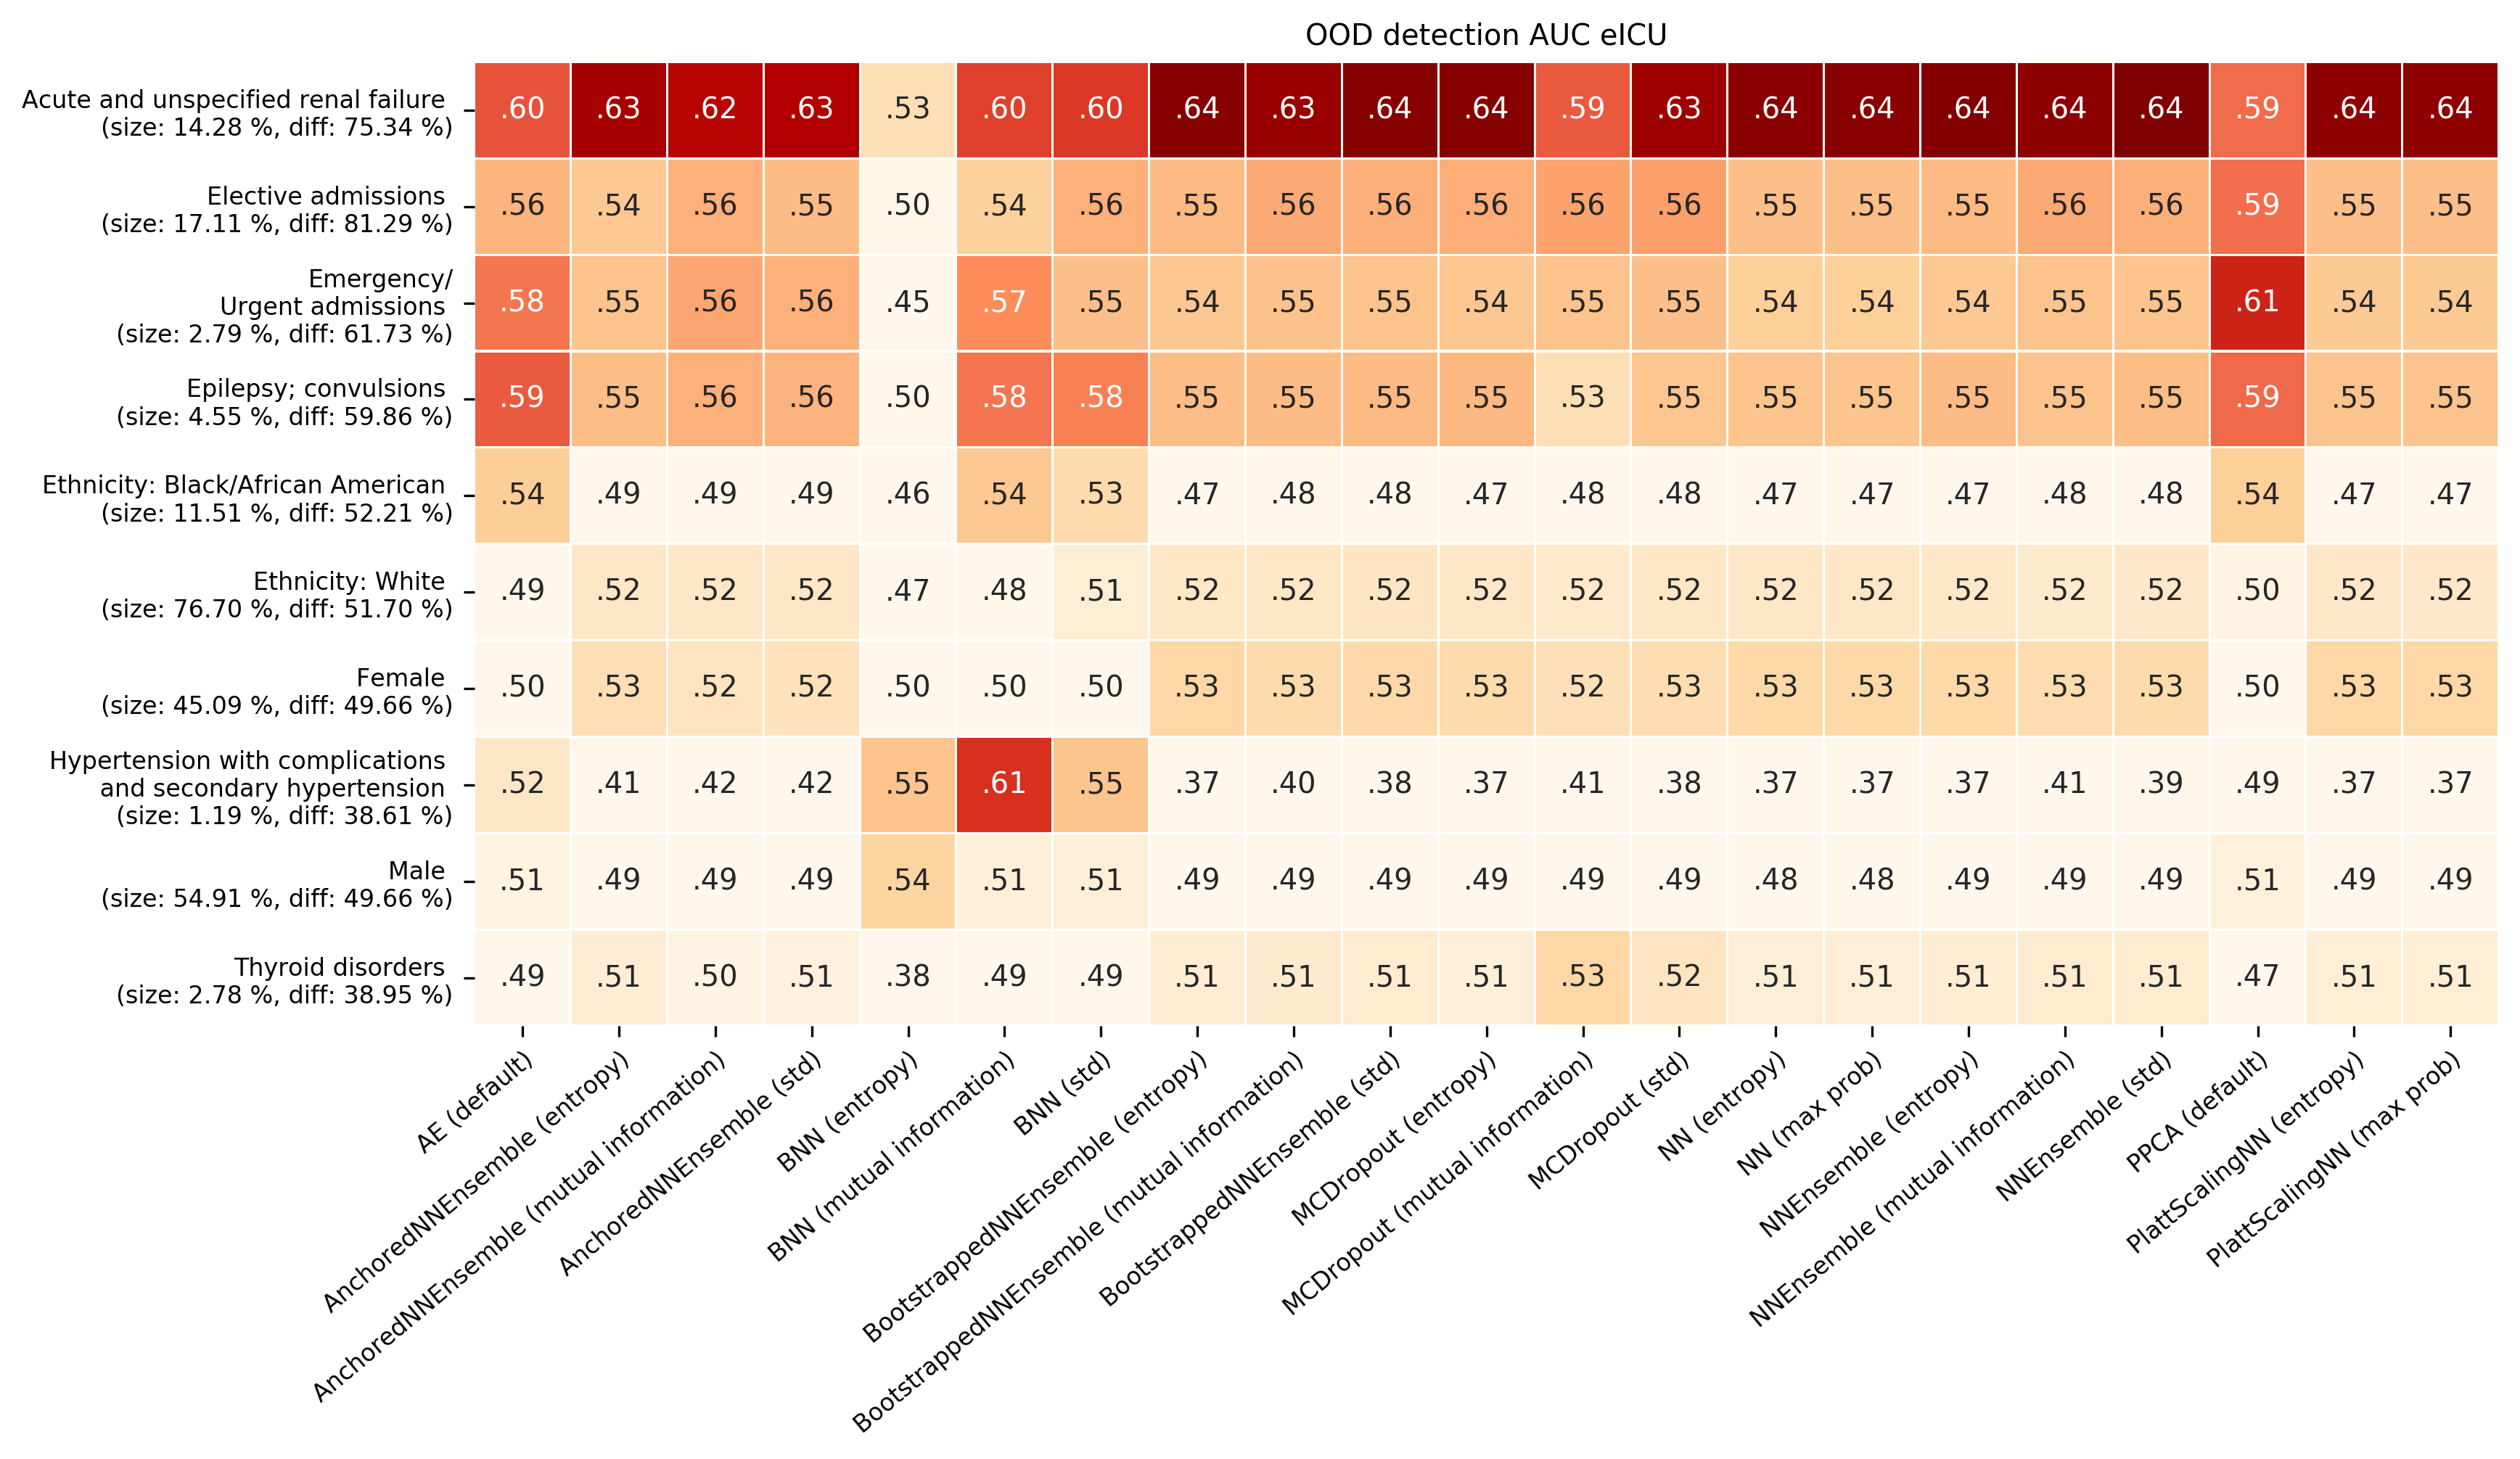 OOD detection AUC eICU
Acute and unspecified renal failure
(size: 14.28 %, diff: 75.34 %)
.60 .63 .62 .63 .53 .60 .60 .64 .63 .64 .64 .59 .63 .64 .64 .64 .64 .64 .59 .64 .64
Elective admissions
(size: 17.11 %, diff: 81.29 %)
.56 .54 .56 .55 .50 .54 .56 .55 .56 .56 .56 .56 .56 .55 .55 .55 .56 .56 .59 .55 .55
Emergency/
Urgent admissions
(size: 2.79 %, diff: 61.73 %)
.58 .55 .56 .56 .45 .57 .55 .54 .55 .55 .54 .55 .55 .54 .54 .54 .55 .55 .61 .54 .54
Epilepsy; convulsions
(size: 4.55 %, diff: 59.86 %)
.59 .55 .56 .56 .50 .58 .58 .55 .55 .55 .55 .53 .55 .55 .55 .55 .55 .55 .59 .55 .55
Ethnicity: Black/African American
(size: 11.51 %, diff: 52.21 %)
.54 .49 .49 .49 .46 .54 .53 .47 .48 .48 .47 .48 .48 .47 .47 .47 .48 .48 .54 .47 .47
Ethnicity: White
(size: 76.70 %, diff: 51.70 %)
.49 .52 .52 .52 .47 .48 .51 .52 .52 .52 .52 .52 .52 .52 .52 .52 .52 .52 .50 .52 .52
Female
(size: 45.09 %, diff: 49.66 %)
.50 .53 .52 .52 .50 .50 .50 .53 .53 .53 .53 .52 .53 .53 .53 .53 .53 .53 .50 .53 .53
Hypertension with complications
and secondary hypertension
(size: 1.19 %, diff: 38.61 %)
.52 .41 .42 .42 .55 .61 .55 .37 .40 .38 .37 .41 .38 .37 .37 .37 .41 .39 .49 .37 .37
Male
(size: 54.91 %, diff: 49.66 %)
.51 .49 .49 .49 .54 .51 .51 .49 .49 .49 .49 .49 .49 .48 .48 .49 .49 .49 .51 .49 .49
Thyroid disorders
(size: 2.78 %, diff: 38.95 %)
.49 .51 .50 .51 .38 .49 .49 .51 .51 .51 .51 .53 .52 .51 .51 .51 .51 .51 .47 .51 .51
AE (default)
AnchoredNNEnsemble (entropy)
AnchoredNNEnsemble (mutual information)
AnchoredNNEnsemble (std)
BNN (entropy)
BNN (mutual information)
BNN (std)
BootstrappedNNEnsemble (entropy)
BootstrappedNNEnsemble (mutual information)
BootstrappedNNEnsemble (std)
MCDropout (entropy)
MCDropout (mutual information)
MCDropout (std)
NN (entropy)
NN (max prob)
NNEnsemble (entropy)
NNEnsemble (mutual information)
NNEnsemble (std)
PPCA (default)
PlattScalingNN (entropy)
PlattScalingNN (max prob)